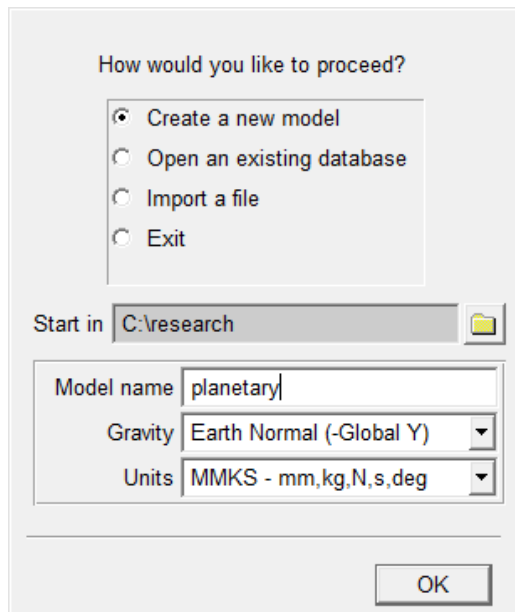 How would you like to proceed?
Create a new model
Open an existing database
Import a file
Exit
Start in C:\research
Model name planetary
Gravity Earth Normal (-Global Y)
Units MMKS - mm,kg,N,s,deg
OK